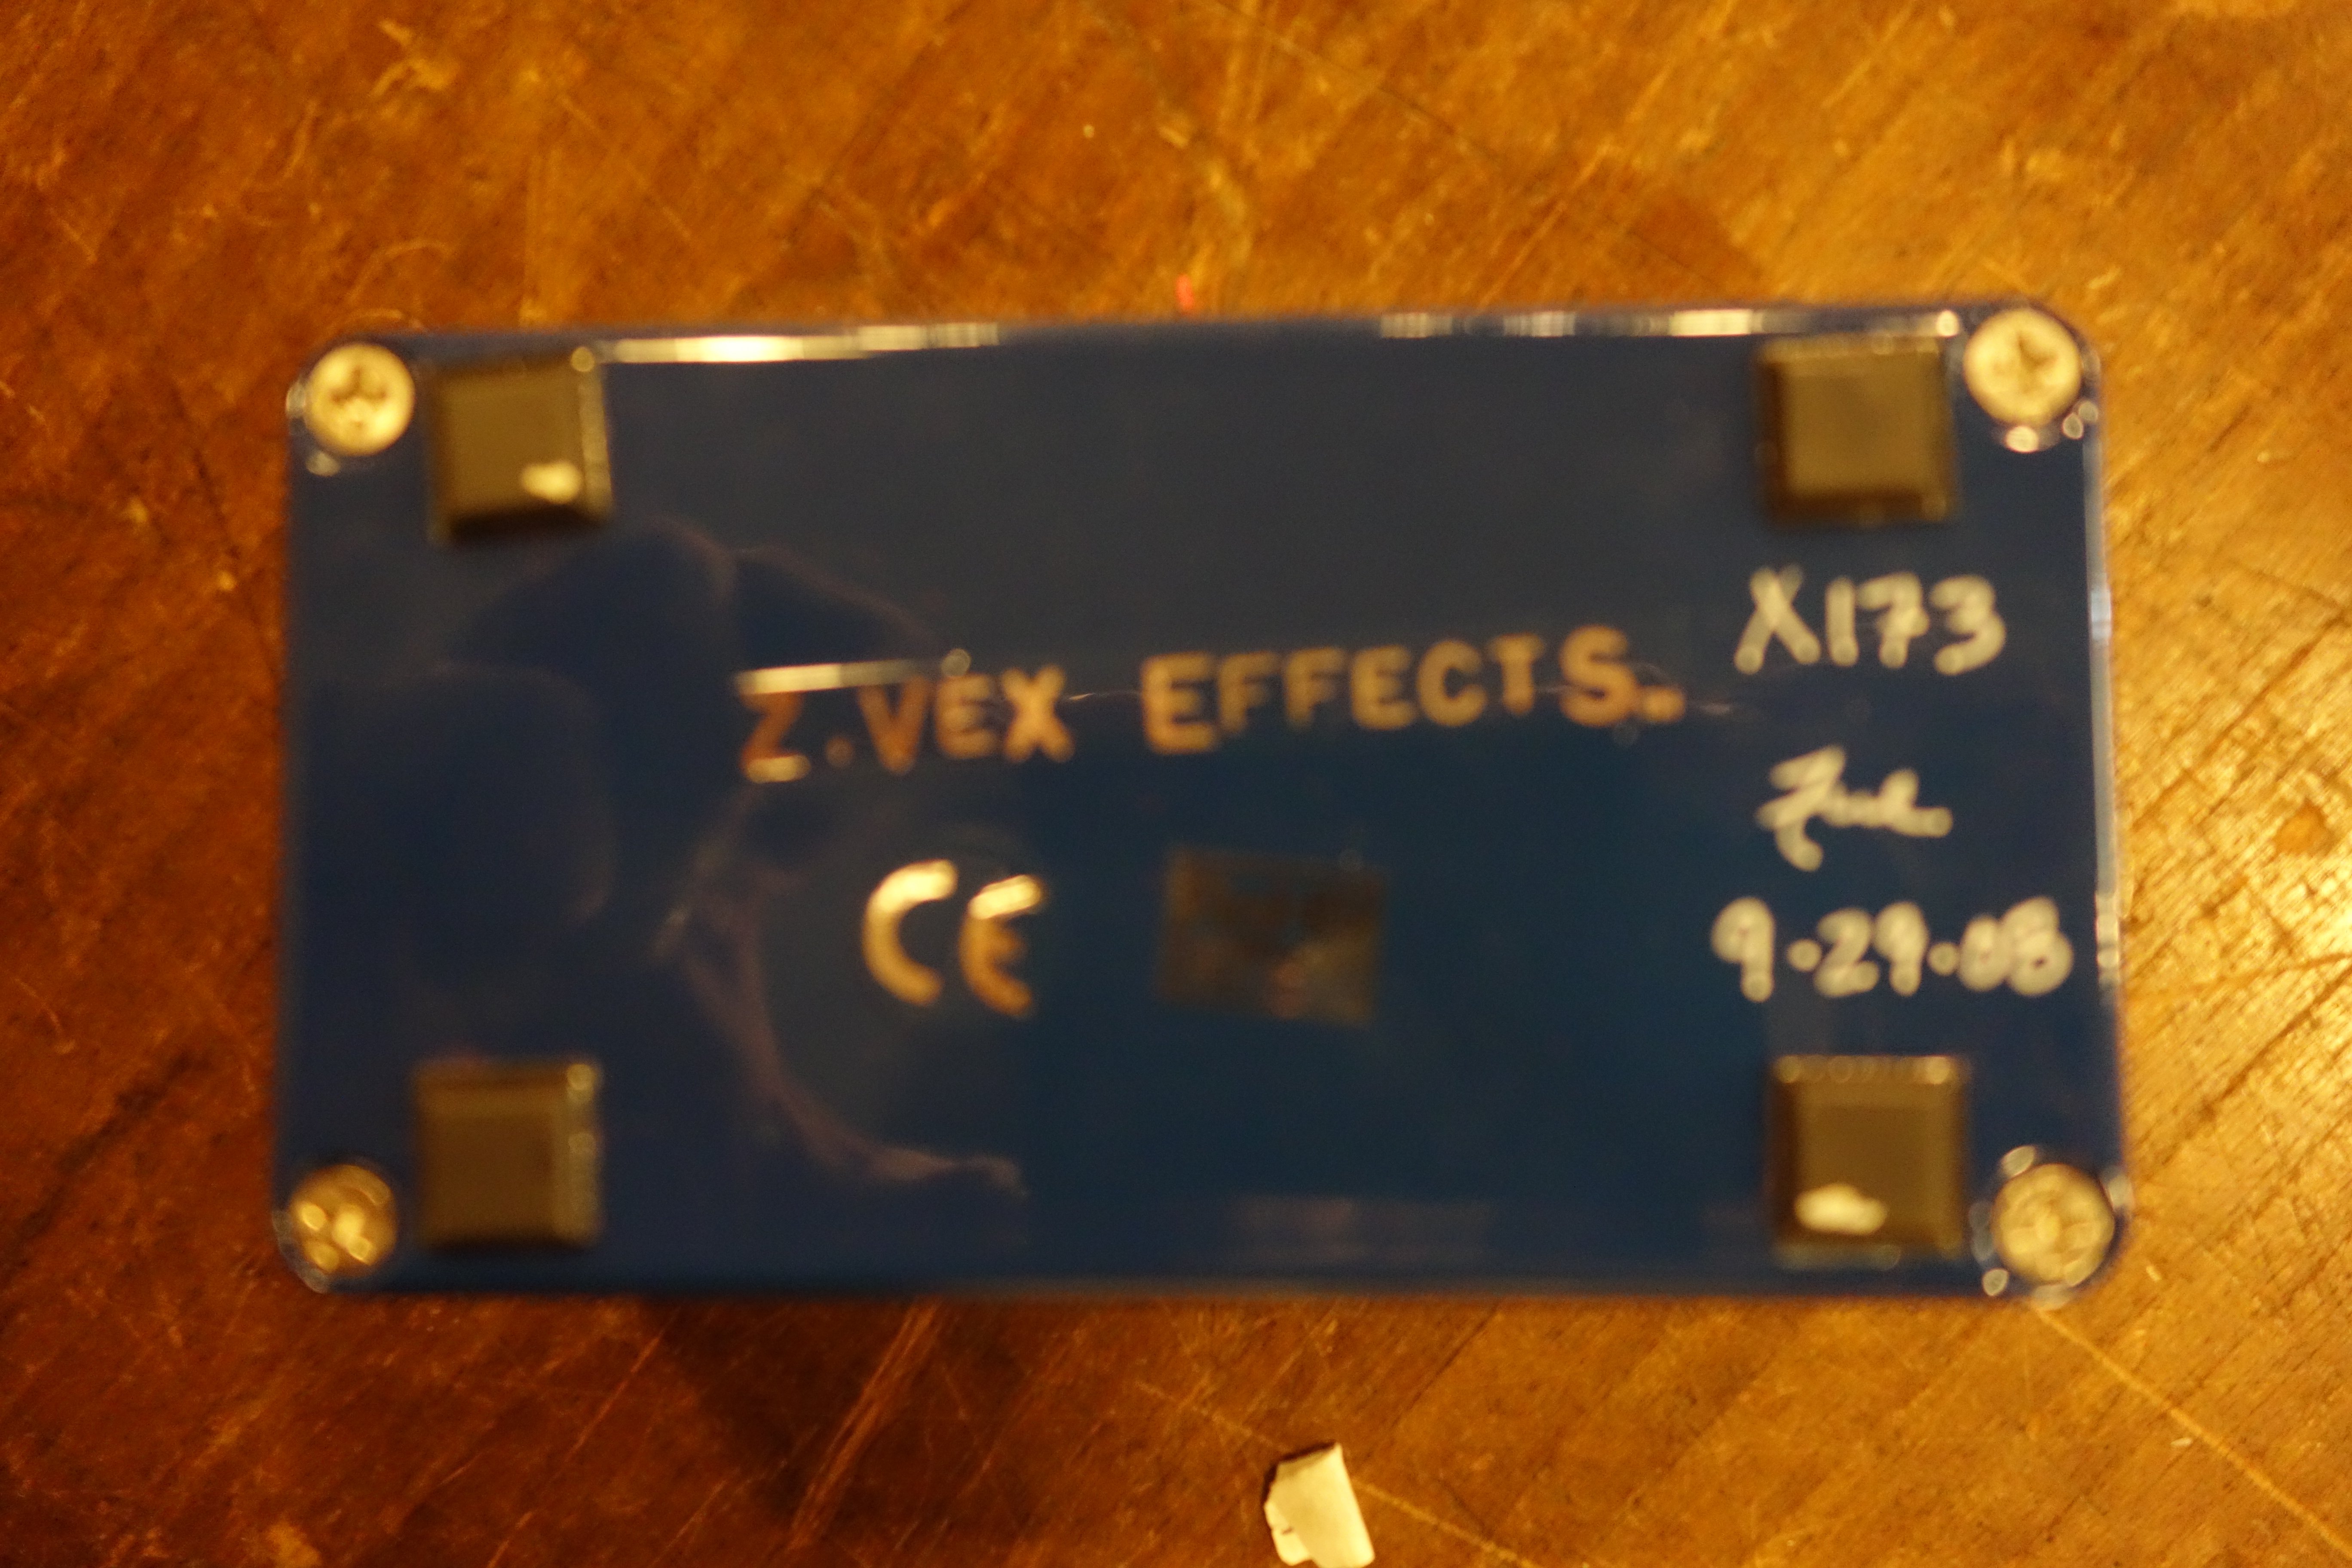 X173
Z.VEX EFFECTS..
CE
9.29.08